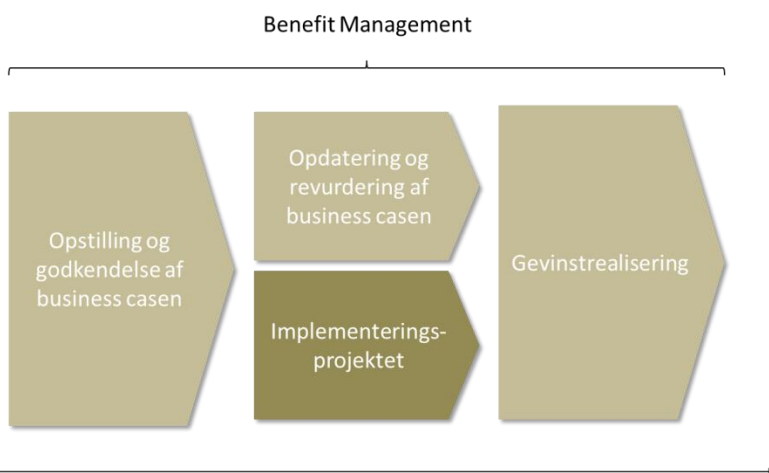 Benefit Management
Opstilling og
godkendelse af
business casen
Opdatering og
revurdering af
business casen
Implementerings-
projektet
Gevinstrealisering